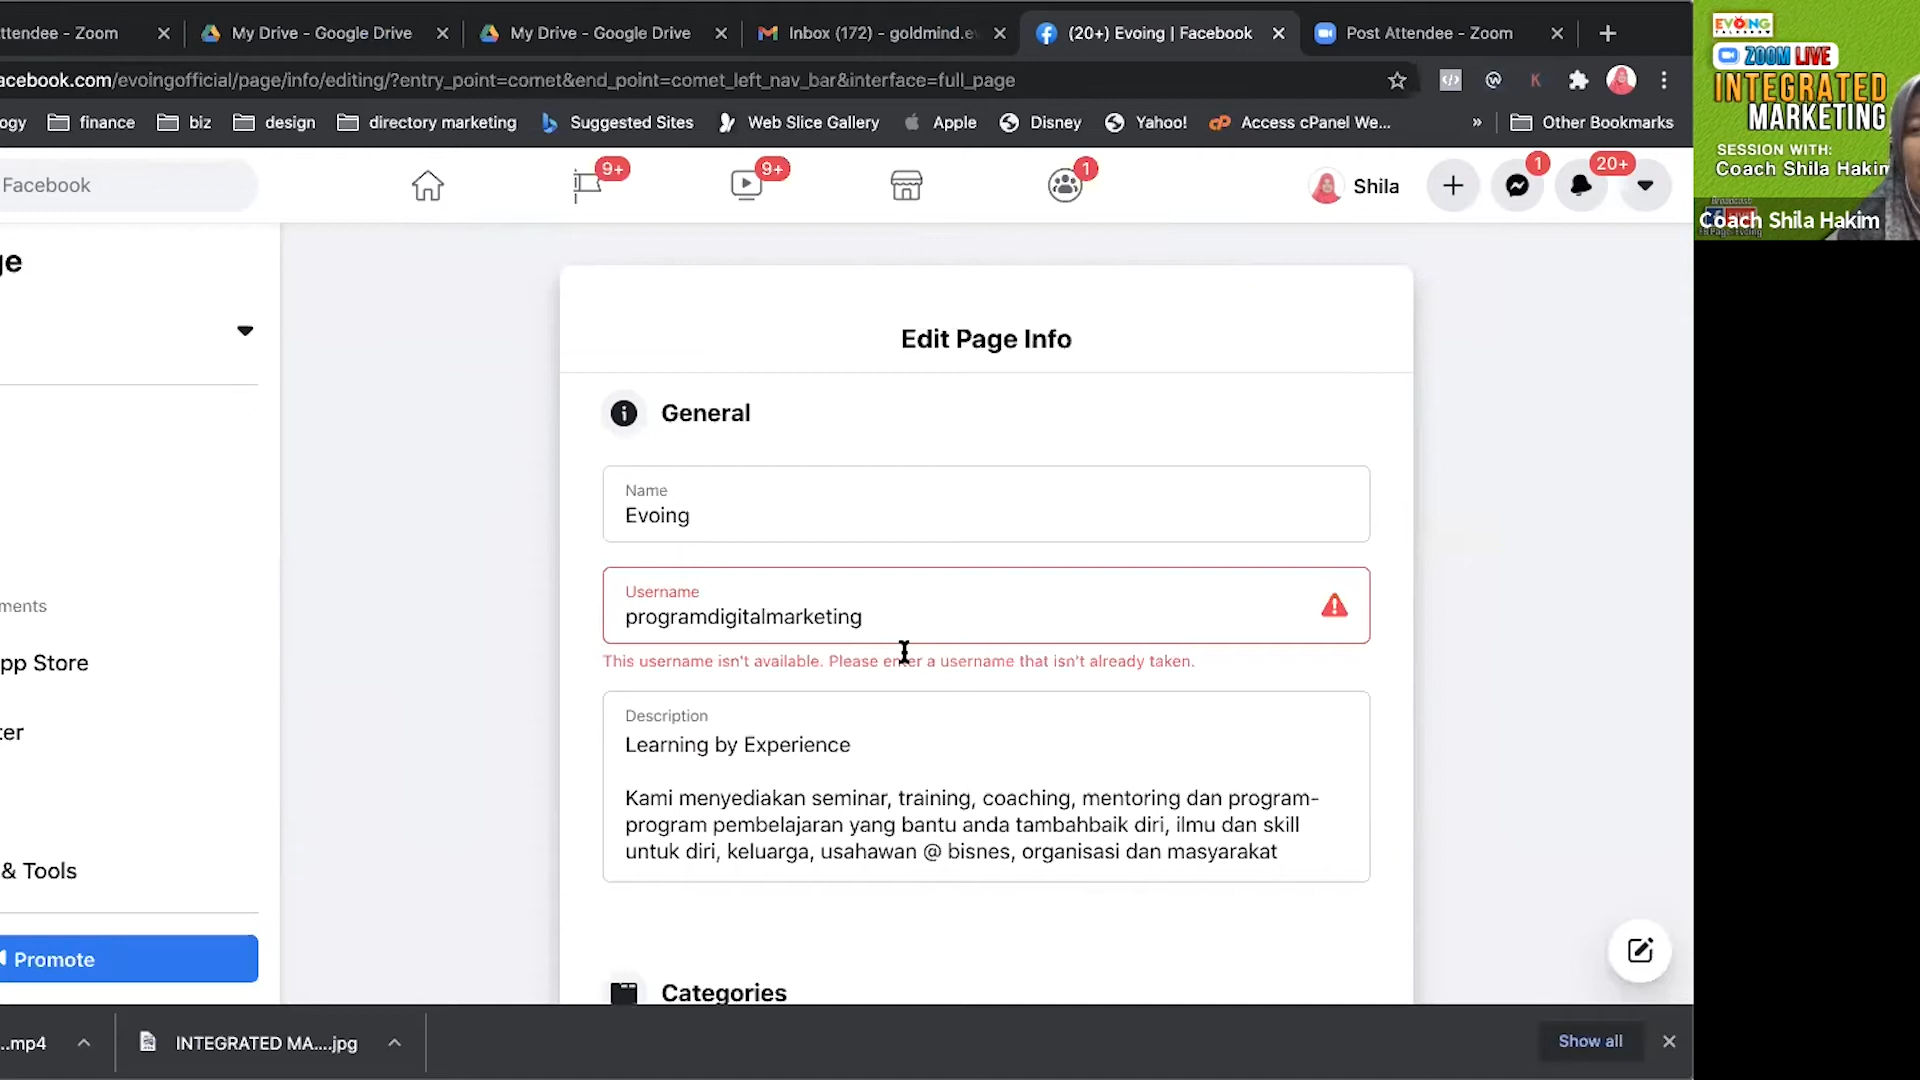 ttendee - Zoom
My Drive - Google Drive
My Drive - Google Drive
Inbox (172) - goldmind.ev
(20+) Evoing | Facebook
Post Attendee - Zoom
acebook.com/evoingofficial/page/info/editing/?entry_point=comet&end_point=comet_left_nav_bar&interface=full_page
ogy
finance
biz
design
directory marketing
Suggested Sites
Web Slice Gallery
Apple
Disney
Yahoo!
Access cPanel We...
»
Other Bookmarks
Facebook
9+
9+
1
Shila
1
20+
EVOING
ZOOM LIVE
INTEGRATED
MARKETING
SESSION WITH:
Coach Shila Hakim
Coach Shila Hakim
ge
ments
pp Store
ter
& Tools
Promote
Edit Page Info
General
Name
Evoing
Username
programdigitalmarketing
This username isn't available. Please enter a username that isn't already taken.
Description
Learning by Experience
Kami menyediakan seminar, training, coaching, mentoring dan program-
program pembelajaran yang bantu anda tambahbaik diri, ilmu dan skill
untuk diri, keluarga, usahawan @ bisnes, organisasi dan masyarakat
Categories
...mp4
INTEGRATED MA....jpg
Show all